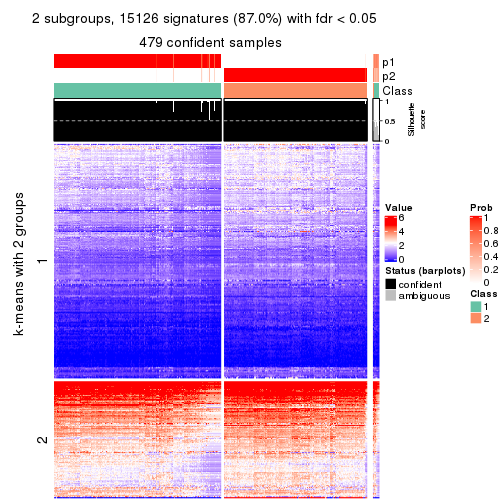 2 subgroups, 15126 signatures (87.0%) with fdr < 0.05
479 confident samples
p1
p2
Class
1
0.5
0
Silhouette
score
k-means with 2 groups
1
2
Value
6
4
2
0
Status (barplots)
confident
ambiguous
Prob
1
0.8
0.6
0.4
0.2
0
Class
1
2